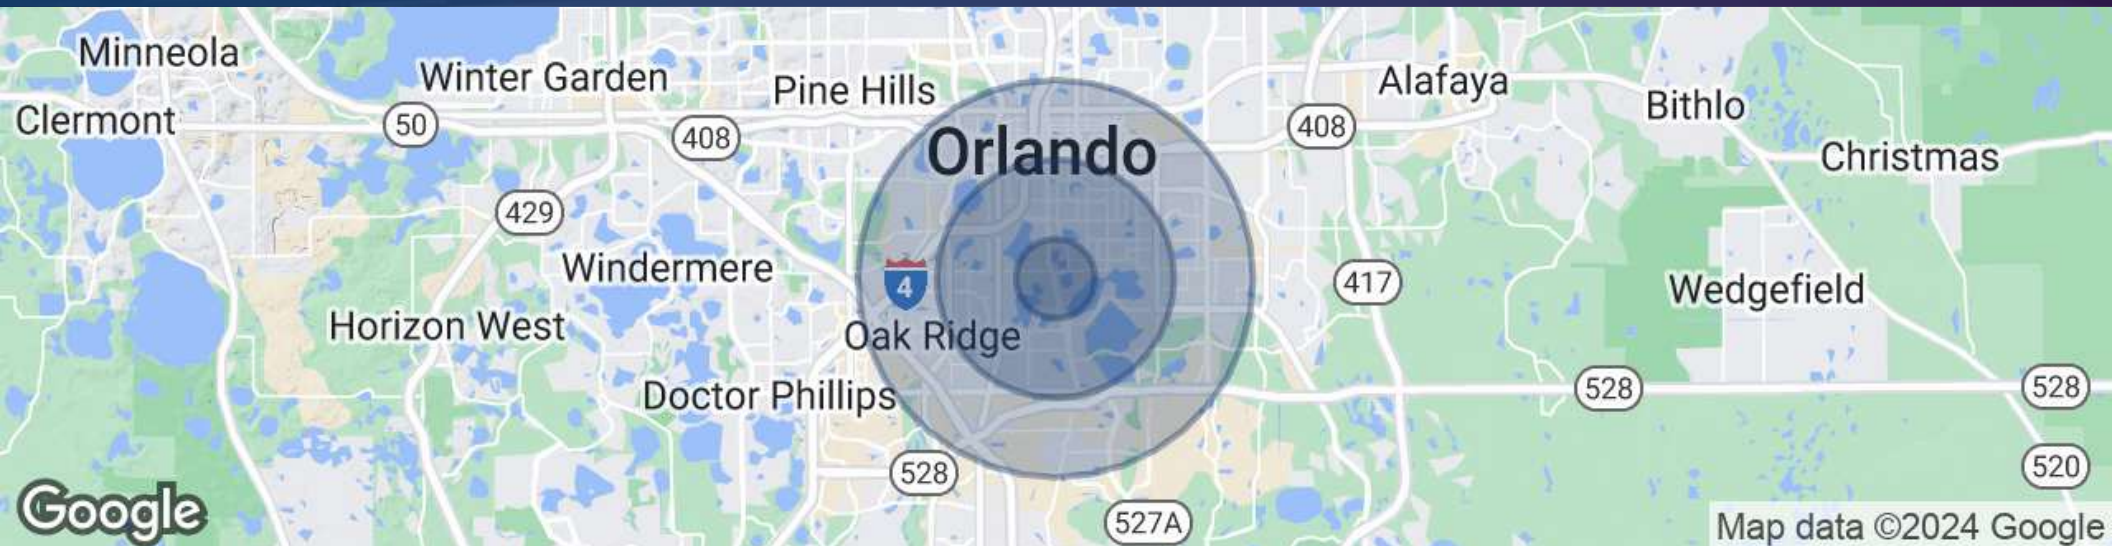 Minneola
Winter Garden
Pine Hills
Alafaya
Bithlo
Clermont
50
408
408
Orlando
Christmas
429
Windermere
4
417
Wedgefield
Horizon West
Oak Ridge
Doctor Phillips
528
528
528
520
Google
527A
Map data ©2024 Google